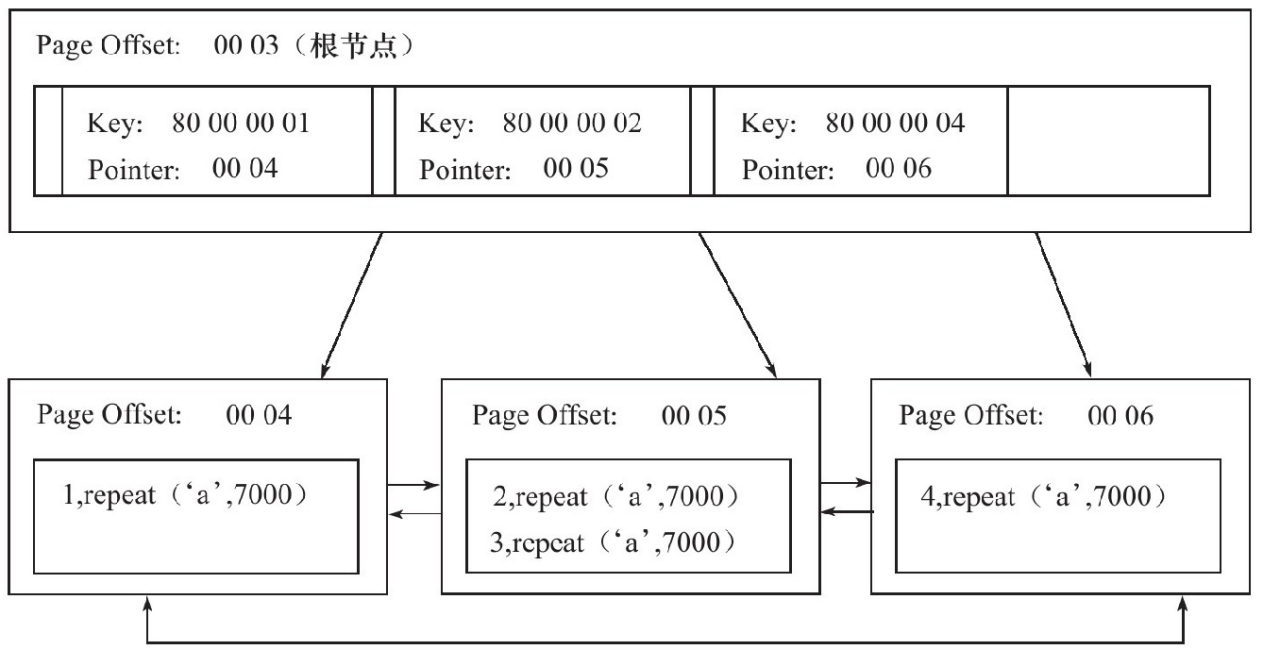 Page Offset: 00 03（根节点）
Key: 80 00 00 01
Pointer: 00 04
Key: 80 00 00 02
Pointer: 00 05
Key: 80 00 00 04
Pointer: 00 06
Page Offset: 00 04
1,repeat（‘a’,7000）
Page Offset: 00 05
2,repeat（‘a’,7000）
3,repeat（‘a’,7000）
Page Offset: 00 06
4,repeat（‘a’,7000）